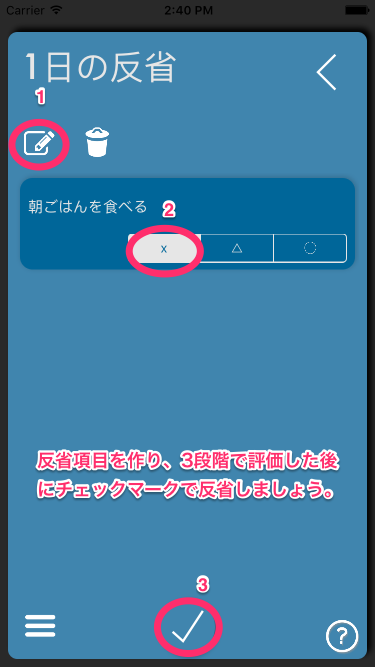 Carrier 2:40 PM
1日の反省
1
朝ごはんを食べる 2
x △ ○
反省項目を作り、3段階で評価した後
にチェックマークで反省しましょう。
3
?